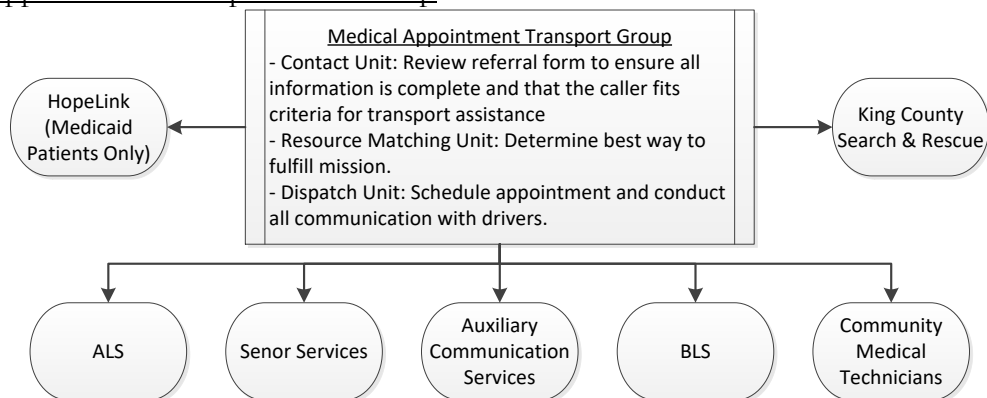 Medical Appointment Transport Group
- Contact Unit: Review referral form to ensure all
information is complete and that the caller fits
criteria for transport assistance
- Resource Matching Unit: Determine best way to
fulfill mission.
- Dispatch Unit: Schedule appointment and conduct
all communication with drivers.
HopeLink
(Medicaid
Patients Only)
King County
Search & Rescue
ALS
Senor Services
Auxiliary
Communication
Services
BLS
Community
Medical
Technicians